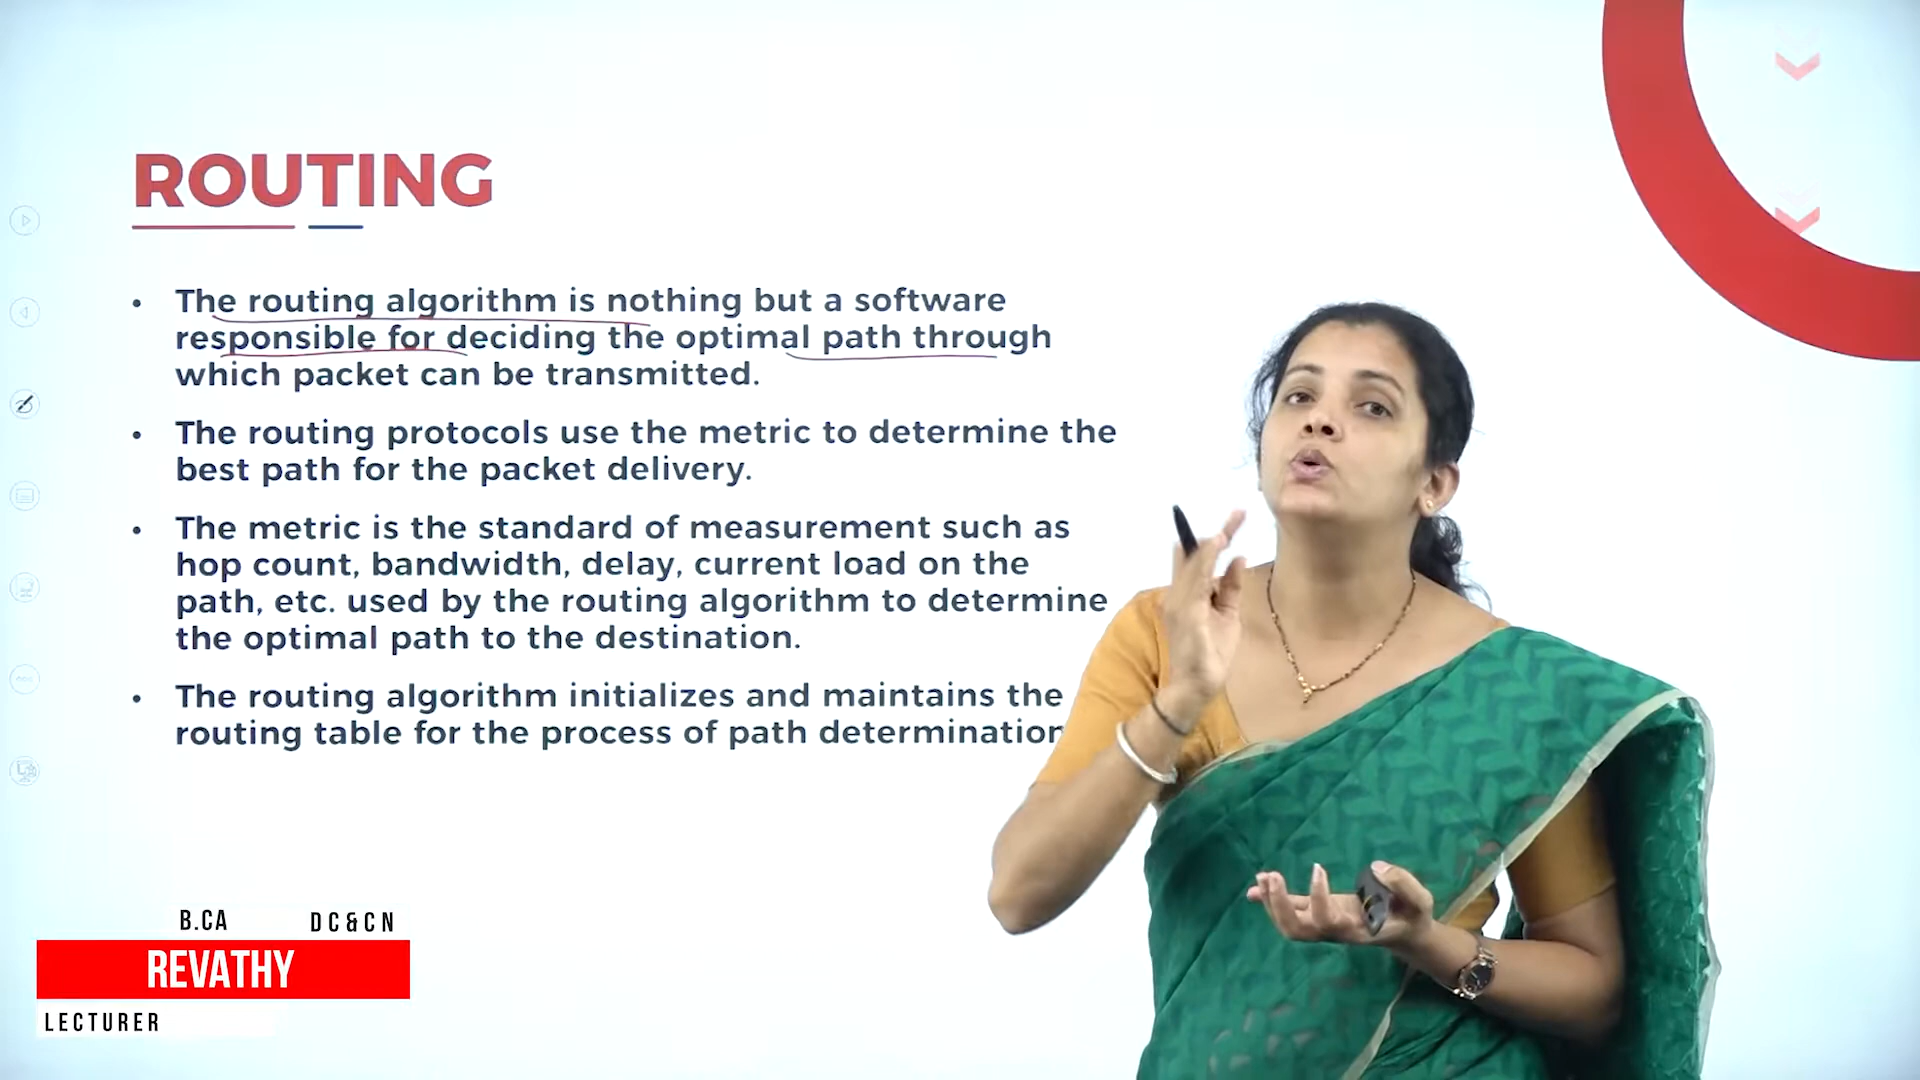 ROUTING
• The routing algorithm is nothing but a software
responsible for deciding the optimal path through
which packet can be transmitted.
• The routing protocols use the metric to determine the
best path for the packet delivery.
• The metric is the standard of measurement such as
hop count, bandwidth, delay, current load on the
path, etc. used by the routing algorithm to determine
the optimal path to the destination.
• The routing algorithm initializes and maintains the
routing table for the process of path determination
B.CA DC&CN
REVATHY
LECTURER